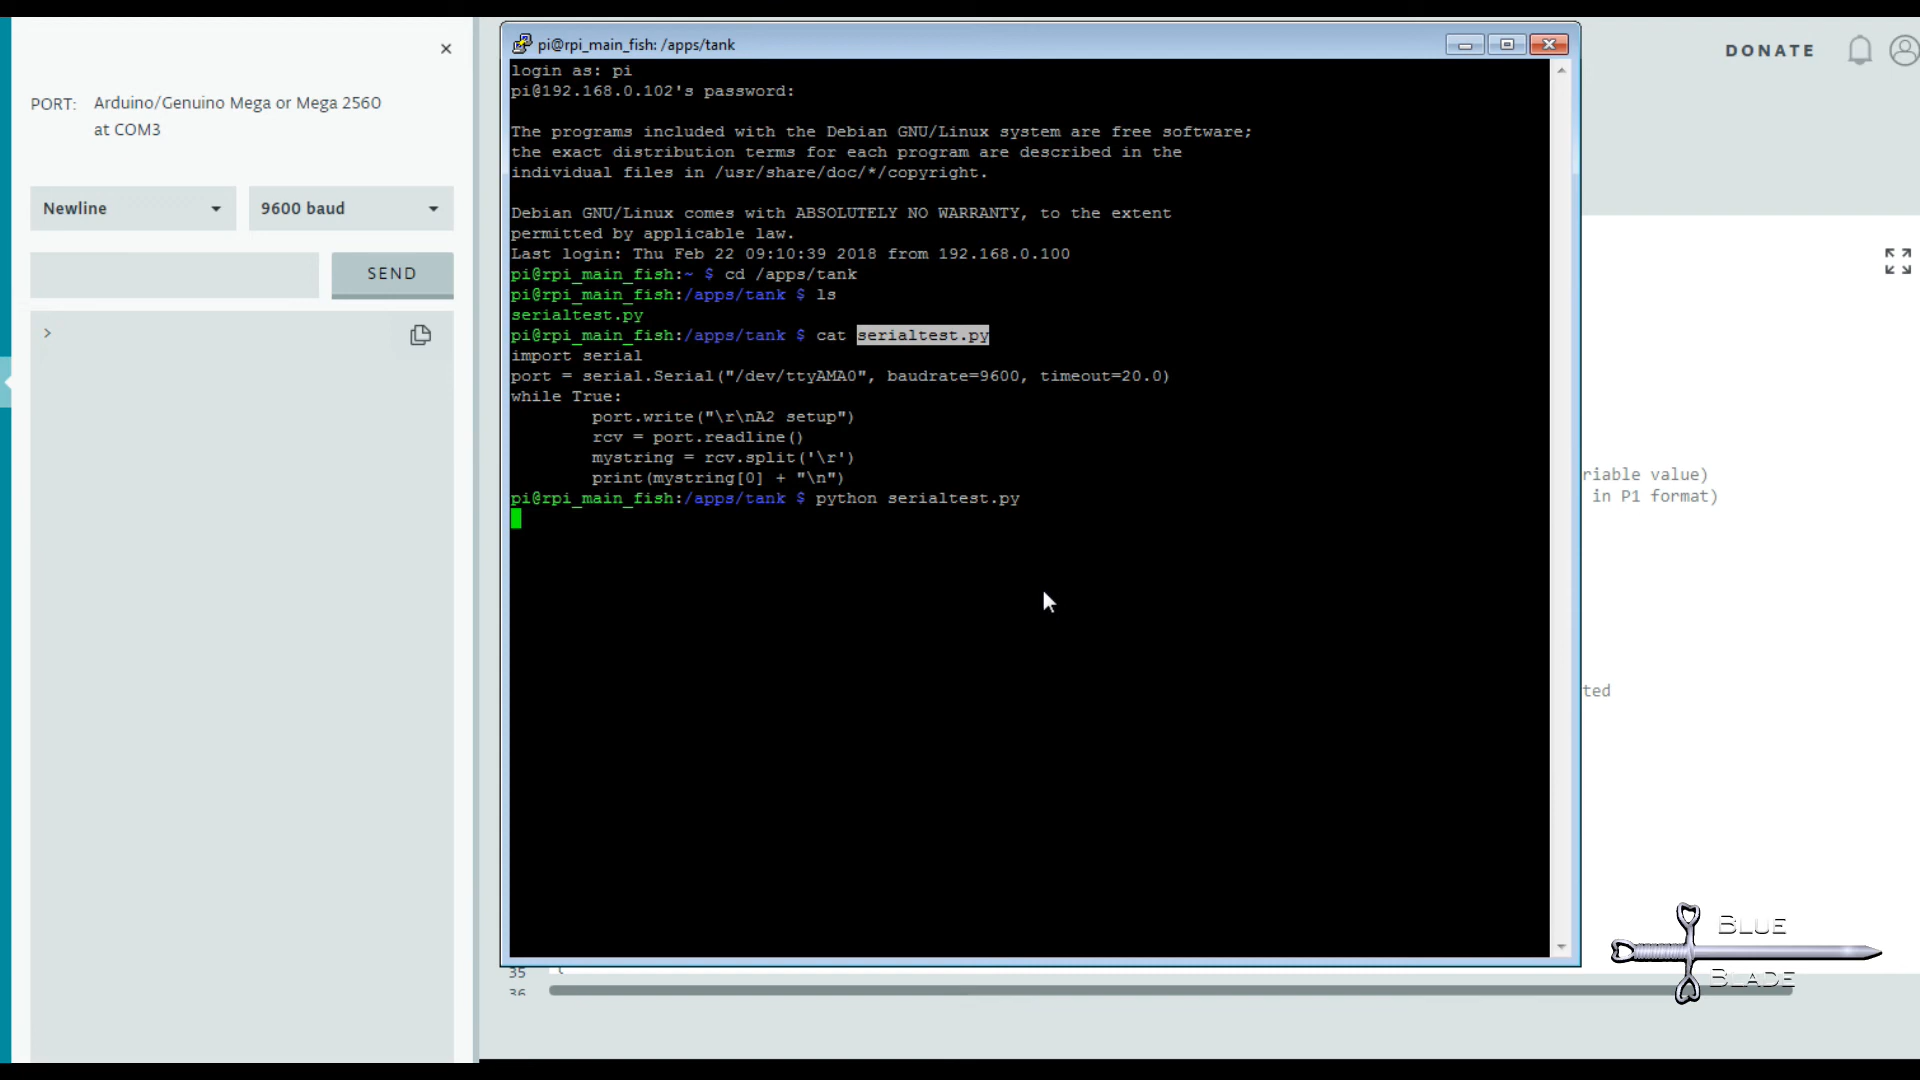 PORT: Arduino/Genuino Mega or Mega 2560
at COM3
Newline
9600 baud
SEND
>
pi@rpi_main_fish: /apps/tank
login as: pi
pi@192.168.0.102's password:
The programs included with the Debian GNU/Linux system are free software;
the exact distribution terms for each program are described in the
individual files in /usr/share/doc/*/copyright.
Debian GNU/Linux comes with ABSOLUTELY NO WARRANTY, to the extent
permitted by applicable law.
Last login: Thu Feb 22 09:10:39 2018 from 192.168.0.100
pi@rpi_main_fish:~ $ cd /apps/tank
pi@rpi_main_fish:/apps/tank $ ls
serialtest.py
pi@rpi_main_fish:/apps/tank $ cat serialtest.py
import serial
port = serial.Serial("/dev/ttyAMA0", baudrate=9600, timeout=20.0)
while True:
        port.write("\r\nA2 setup")
        rcv = port.readline()
        mystring = rcv.split('\r')
        print(mystring[0] + "\n")
pi@rpi_main_fish:/apps/tank $ python serialtest.py
DONATE
riable value)
in P1 format)
ted
35
36
BLUE
BLADE